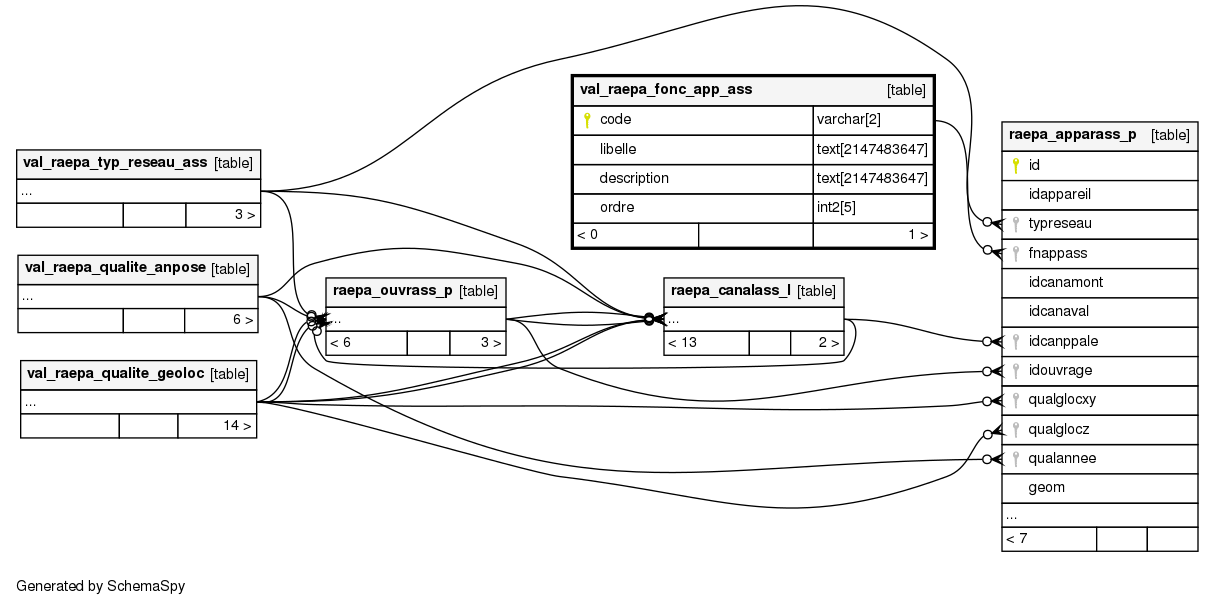 val_raepa_fonc_app_ass [table]
code varchar[2]
libelle text[2147483647]
description text[2147483647]
ordre int2[5]
< 0 1 >
raepa_apparass_p [table]
id
idappareil
typreseau
fnappass
idcanamont
idcanaval
idcanppale
idouvrage
qualglocxy
qualglocz
qualannee
geom
...
< 7
val_raepa_typ_reseau_ass [table]
...
3 >
val_raepa_qualite_anpose [table]
...
6 >
val_raepa_qualite_geoloc [table]
...
14 >
raepa_ouvrass_p [table]
...
< 6 3 >
raepa_canalass_l [table]
...
< 13 2 >
Generated by SchemaSpy